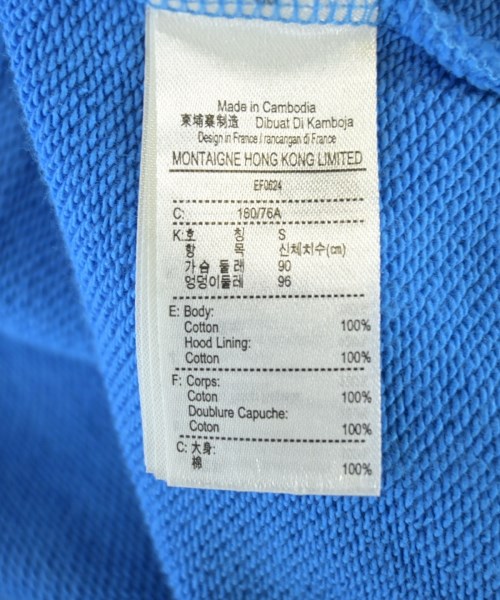 Made in Cambodia
柬埔寨制造 Dibuat Di Kamboja
Design in France / rancangan di France
MONTAIGNE HONG KONG LIMITED
EF0624
C: 160/76A
K: 호 칭 S
항 목 신체치수(cm)
가슴 둘레 90
엉덩이둘레 96
E: Body:
Cotton 100%
Hood Lining:
Cotton 100%
F: Corps:
Coton 100%
Doublure Capuche:
Coton 100%
C: 大身:
棉 100%